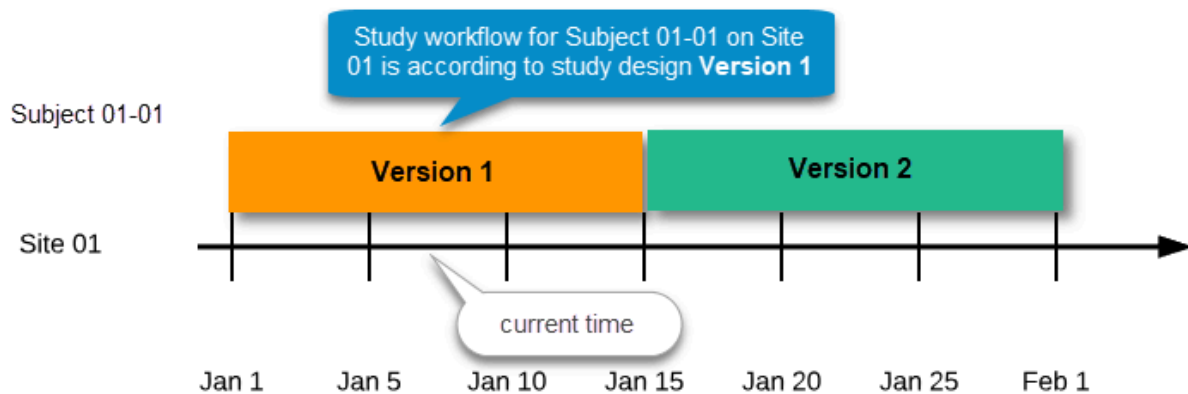 Study workflow for Subject 01-01 on Site
01 is according to study design Version 1
Subject 01-01
Version 1
Version 2
Site 01
current time
Jan 1
Jan 5
Jan 10
Jan 15
Jan 20
Jan 25
Feb 1